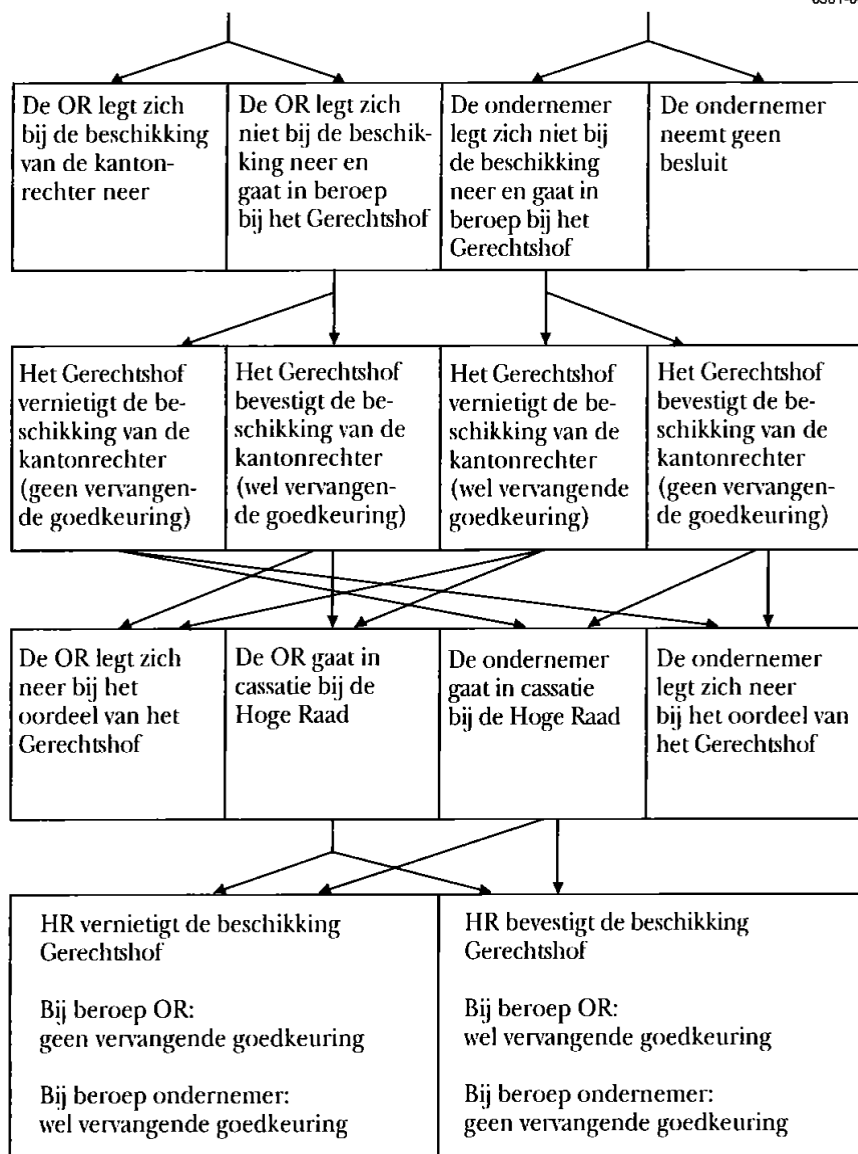 De OR legt zich
bij de beschikking
van de kanton-
rechter neer
De OR legt zich
niet bij de beschik-
king neer en
gaat in beroep
bij het Gerechtshof
De ondernemer
legt zich niet bij
de beschikking
neer en gaat in
beroep bij het
Gerechtshof
De ondernemer
neemt geen
besluit
Het Gerechtshof
vernietigt de be-
schikking van de
kantonrechter
(geen vervangen-
de goedkeuring)
Het Gerechtshof
bevestigt de be-
schikking van de
kantonrechter
(wel vervangen-
de goedkeuring)
Het Gerechtshof
vernietigt de be-
schikking van de
kantonrechter
(wel vervangende
goedkeuring)
Het Gerechtshof
bevestigt de be-
schikking van de
kantonrechter
(geen vervangen-
de goedkeuring)
De OR legt zich
neer bij het
oordeel van het
Gerechtshof
De OR gaat in
cassatie bij de
Hoge Raad
De ondernemer
gaat in cassatie
bij de Hoge Raad
De ondernemer
legt zich neer
bij het oordeel van
het Gerechtshof
HR vernietigt de beschikking
Gerechtshof
Bij beroep OR:
geen vervangende goedkeuring
Bij beroep ondernemer:
wel vervangende goedkeuring
HR bevestigt de beschikking
Gerechtshof
Bij beroep OR:
wel vervangende goedkeuring
Bij beroep ondernemer:
geen vervangende goedkeuring